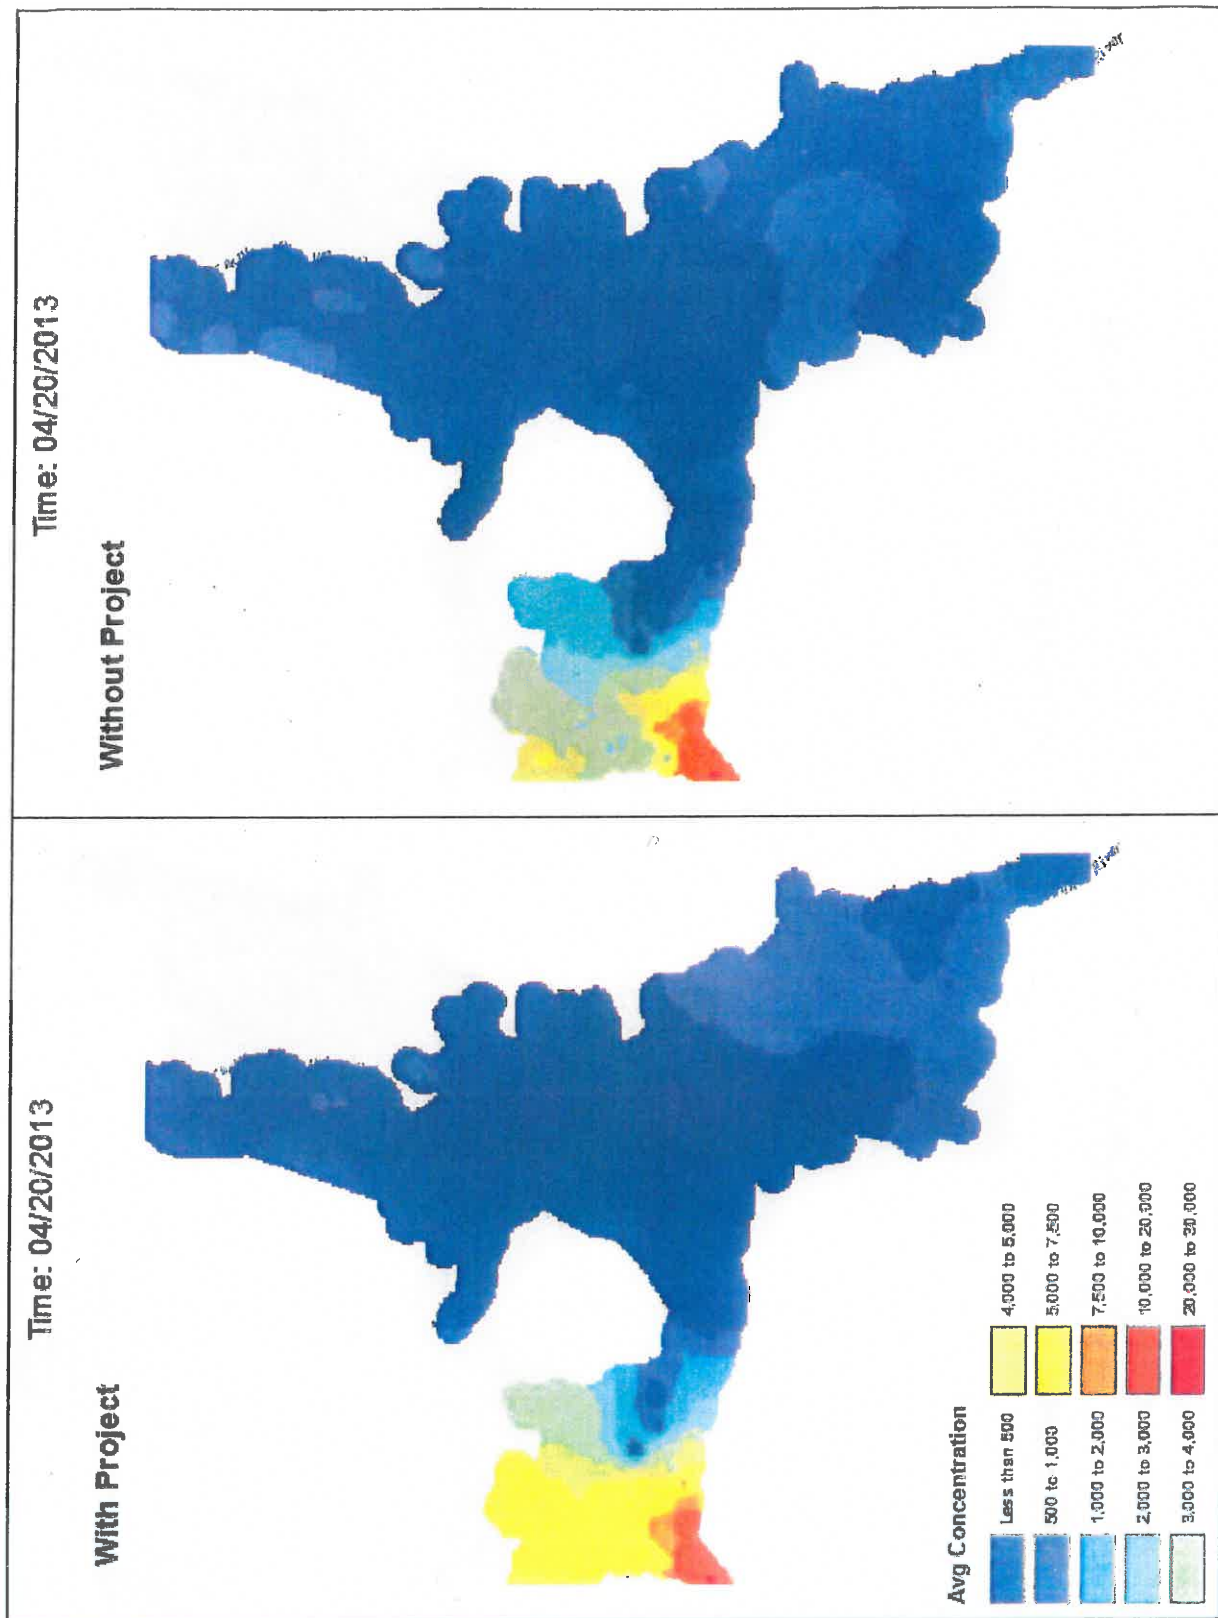 Time: 04/20/2013
With Project
Avg Concentration
Less than 500
500 to 1,000
1,000 to 2,000
2,000 to 3,000
3,000 to 4,000
4,000 to 5,000
5,000 to 7,500
7,500 to 10,000
10,000 to 20,000
20,000 to 30,000
River
Time: 04/20/2013
Without Project
River